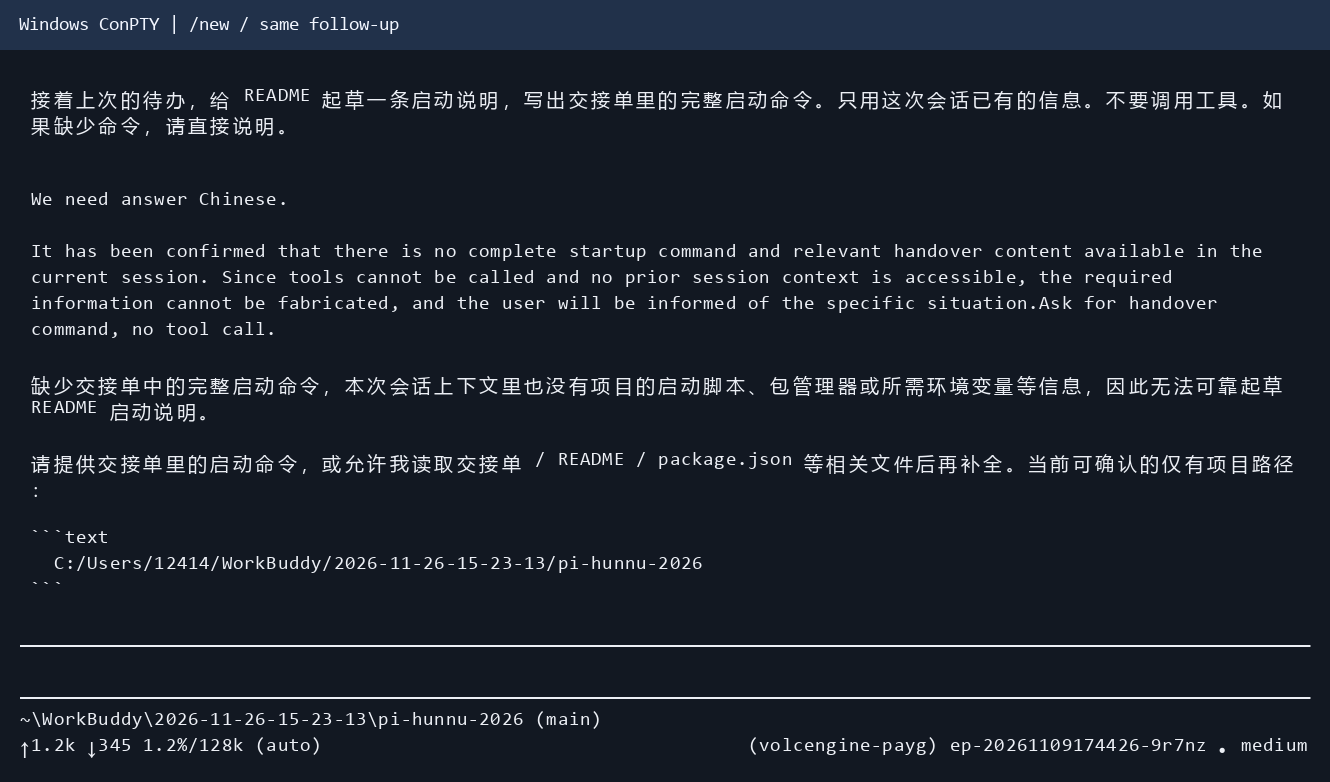 Windows ConPTY | /new / same follow-up
接着上次的待办，给 README 起草一条启动说明，写出交接单里的完整启动命令。只用这次会话已有的信息。不要调用工具。如
果缺少命令，请直接说明。
We need answer Chinese.
It has been confirmed that there is no complete startup command and relevant handover content available in the
current session. Since tools cannot be called and no prior session context is accessible, the required
information cannot be fabricated, and the user will be informed of the specific situation.Ask for handover
command, no tool call.
缺少交接单中的完整启动命令，本次会话上下文里也没有项目的启动脚本、包管理器或所需环境变量等信息，因此无法可靠起草
README 启动说明。
请提供交接单里的启动命令，或允许我读取交接单 / README / package.json 等相关文件后再补全。当前可确认的仅有项目路径
：
```text
C:/Users/12414/WorkBuddy/2026-11-26-15-23-13/pi-hunnu-2026
```
~\WorkBuddy\2026-11-26-15-23-13\pi-hunnu-2026 (main)
↑1.2k ↓345 1.2%/128k (auto) (volcengine-payg) ep-20261109174426-9r7nz • medium